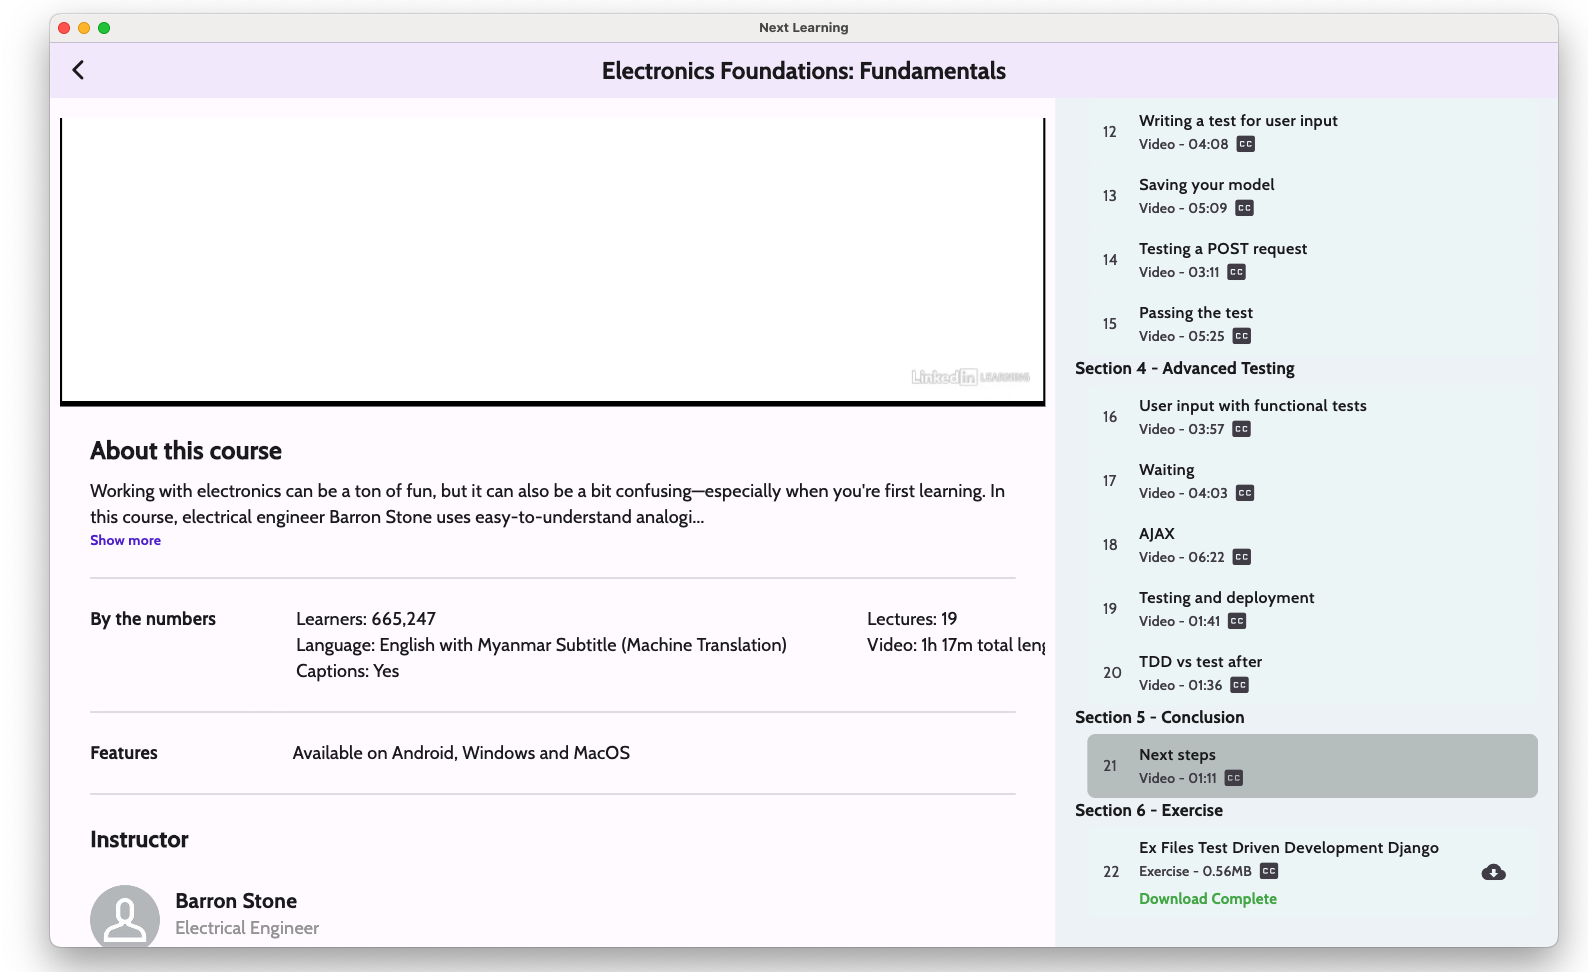 Next Learning
Electronics Foundations: Fundamentals
LinkedIn LEARNING
About this course
Working with electronics can be a ton of fun, but it can also be a bit confusing—especially when you're first learning. In
this course, electrical engineer Barron Stone uses easy-to-understand analogi...
Show more
By the numbers
Learners: 665,247
Language: English with Myanmar Subtitle (Machine Translation)
Captions: Yes
Lectures: 19
Video: 1h 17m total leng
Features
Available on Android, Windows and MacOS
Instructor
Barron Stone
Electrical Engineer
12
Writing a test for user input
Video - 04:08 CC
13
Saving your model
Video - 05:09 CC
14
Testing a POST request
Video - 03:11 CC
15
Passing the test
Video - 05:25 CC
Section 4 - Advanced Testing
16
User input with functional tests
Video - 03:57 CC
17
Waiting
Video - 04:03 CC
18
AJAX
Video - 06:22 CC
19
Testing and deployment
Video - 01:41 CC
20
TDD vs test after
Video - 01:36 CC
Section 5 - Conclusion
21
Next steps
Video - 01:11 CC
Section 6 - Exercise
22
Ex Files Test Driven Development Django
Exercise - 0.56MB CC
Download Complete